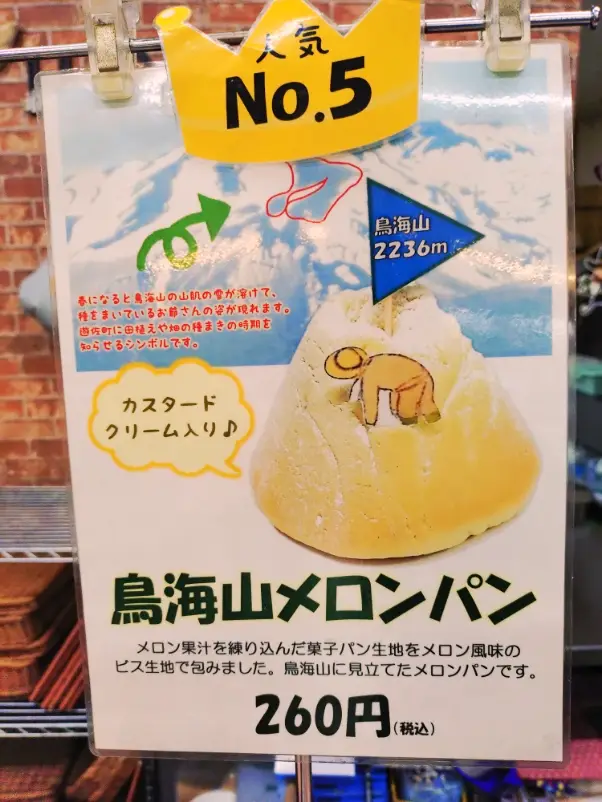 人気
No.5
鳥海山
2236m
春になると鳥海山の山肌の雪が溶けて、
種をまいているお爺さんの姿が現れます。
遊佐町に田植えや畑の種まきの時期を
知らせるシンボルです。
カスタード
クリーム入り♪
鳥海山メロンパン
メロン果汁を練り込んだ菓子パン生地をメロン風味の
ビス生地で包みました。鳥海山に見立てたメロンパンです。
260円(税込)